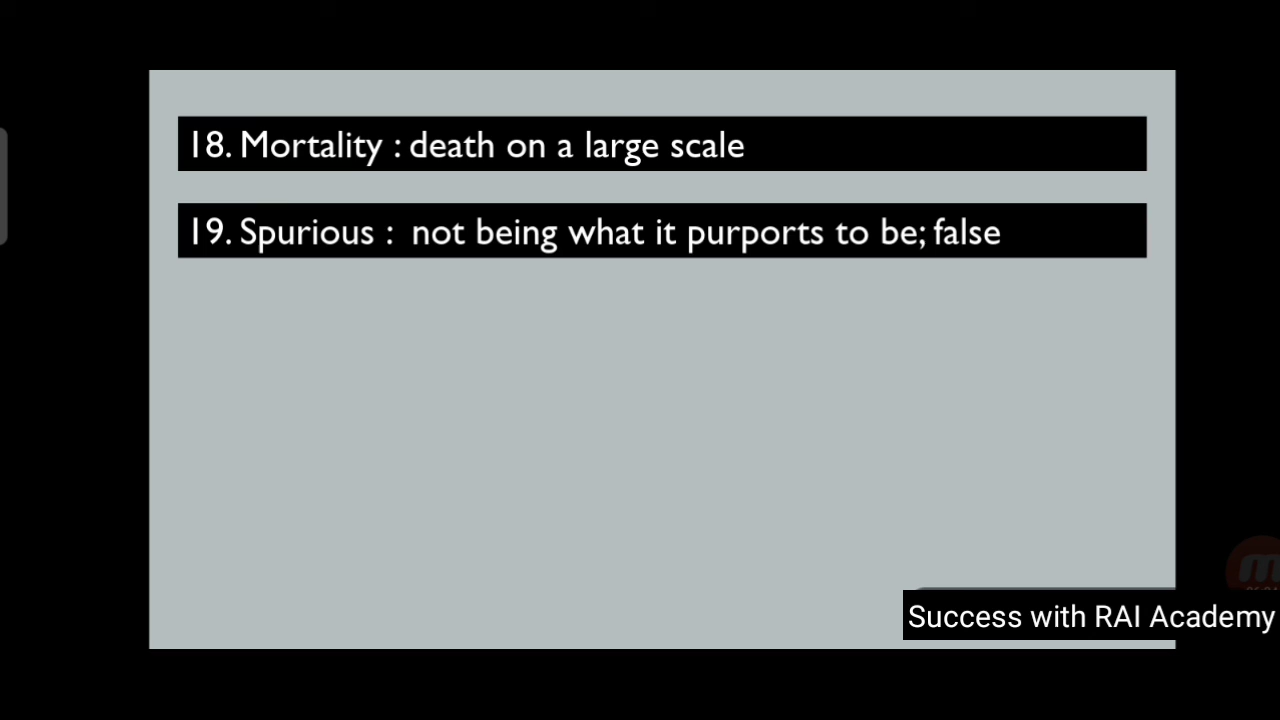 18. Mortality : death on a large scale
19. Spurious : not being what it purports to be; false
Success with RAI Academy